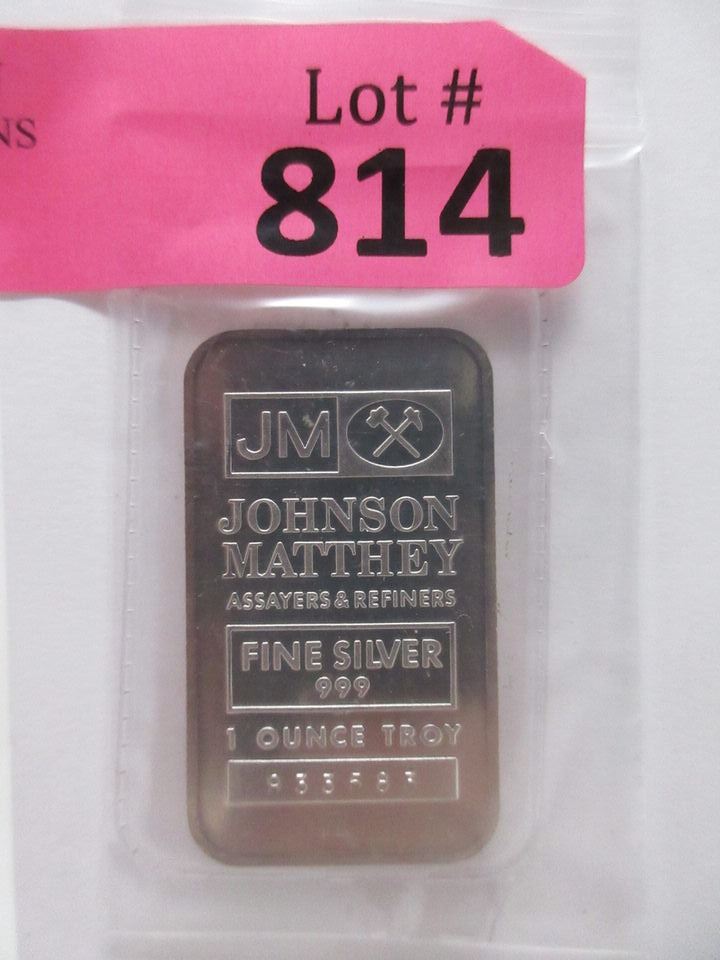 Lot #
NS
814
JM
JOHNSON
MATTHEY
ASSAYERS & REFINERS
FINE SILVER
999
1 OUNCE TROY